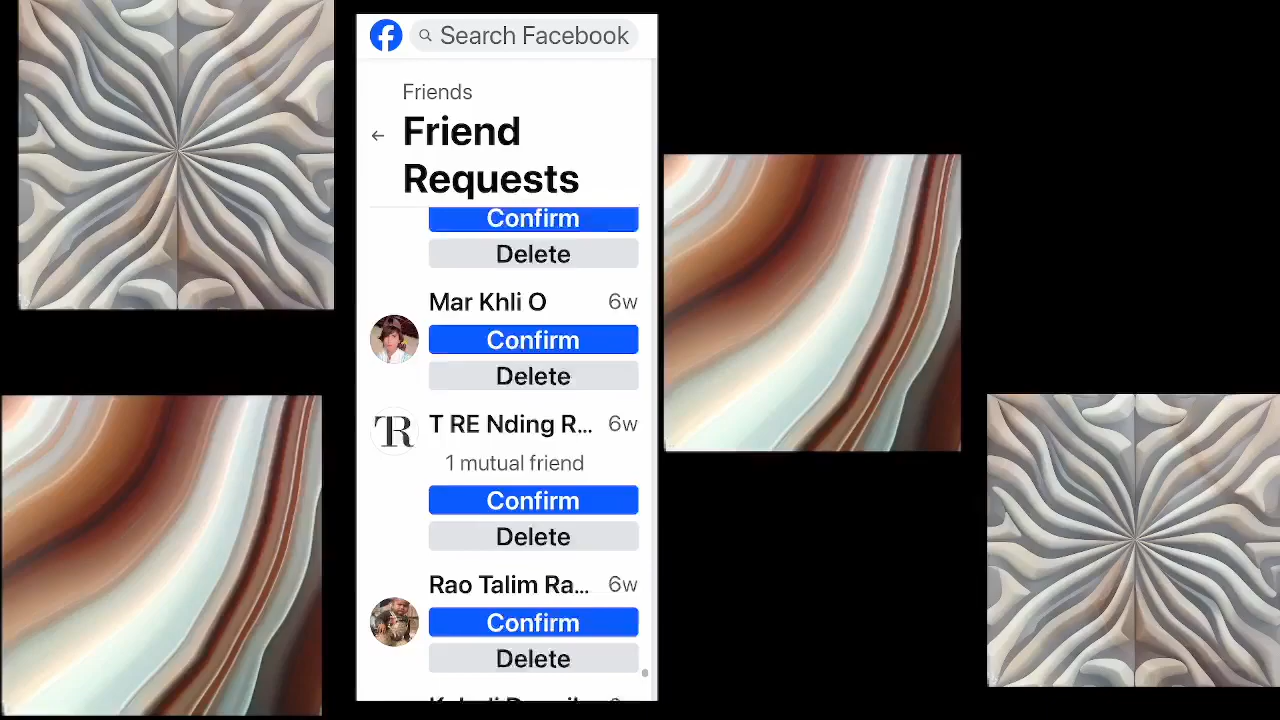 Search Facebook
Friends
Friend
Requests
Confirm
Delete
Mar Khli O 6w
Confirm
Delete
TR
T RE Nding R... 6w
1 mutual friend
Confirm
Delete
Rao Talim Ra... 6w
Confirm
Delete